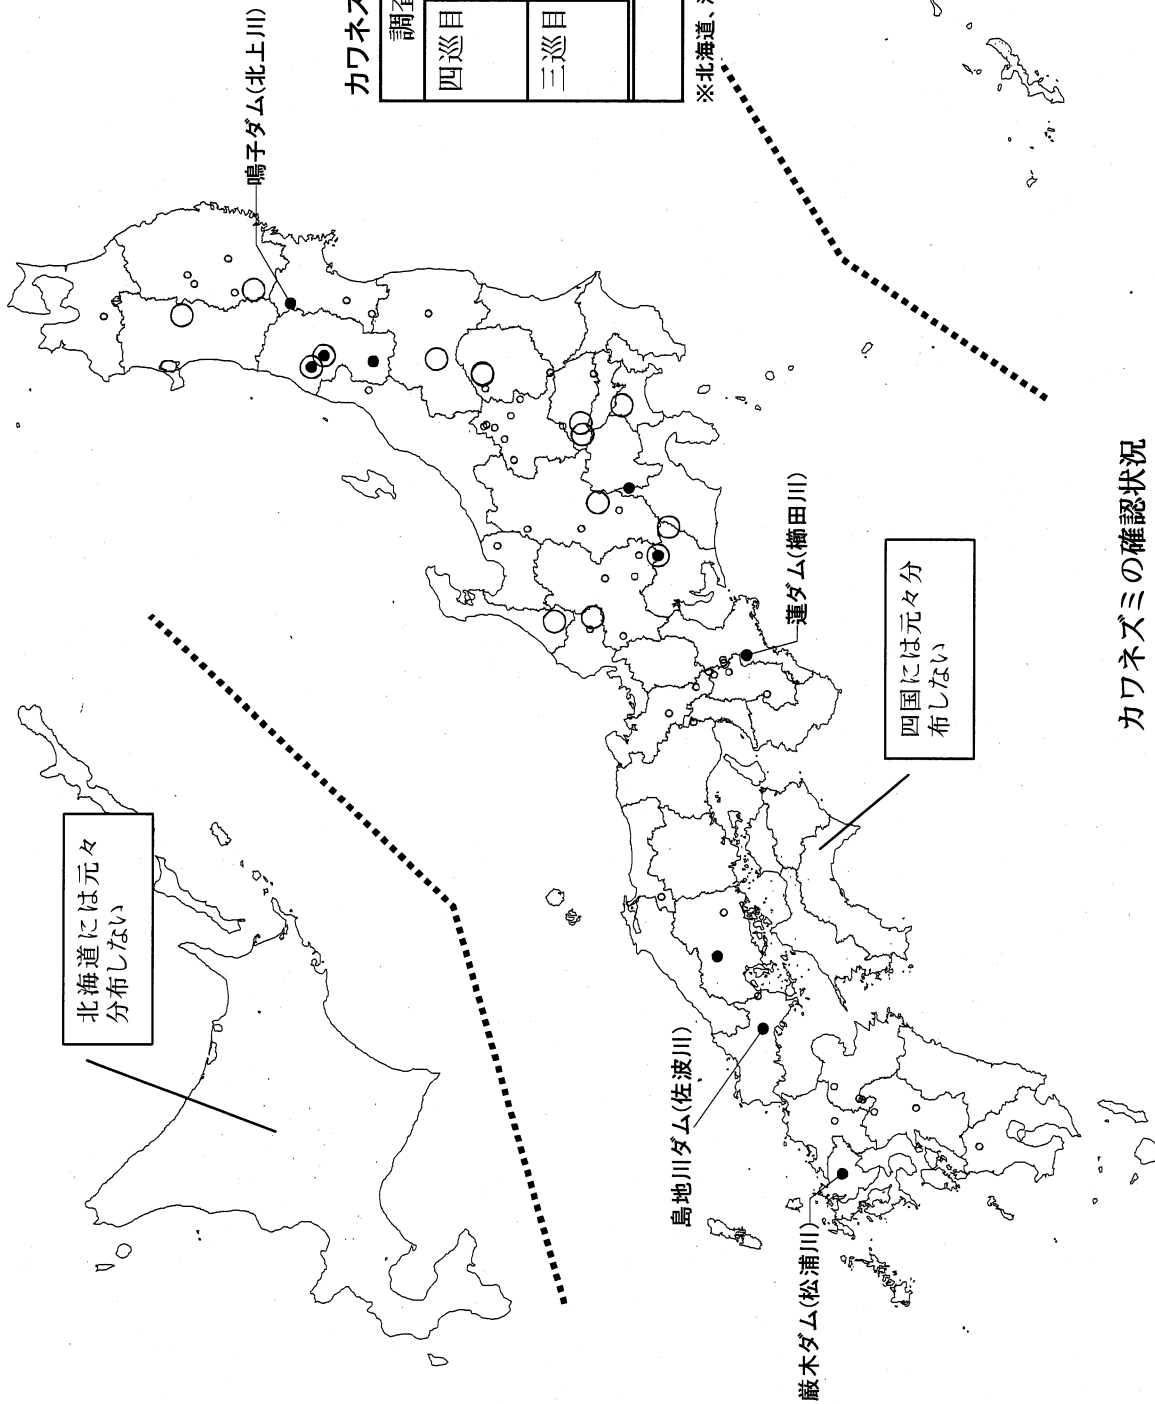 北海道には元々
分布しない
鳴子ダム(北上川)
カワネズ
調査
四巡目
三巡目
※北海道、
蓮ダム(櫛田川)
四国には元々分
布しない
島地川ダム(佐波川)
厳木ダム(松浦川)
カワネズミの確認状況